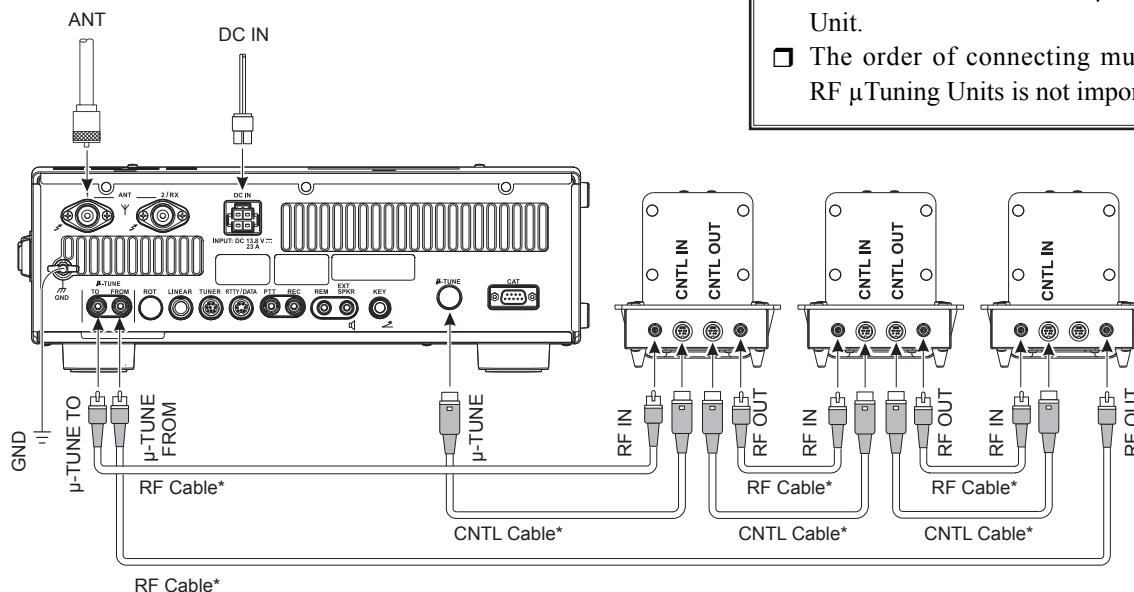 ANT
DC IN
Unit.
❒ The order of connecting
RF µTuning Units is not
1 ANT 2 / RX
DC IN
INPUT: DC 13.8 V
23 A
GND
µ-TUNE
TO FROM
ROT
LINEAR
TUNER
RTTY/DATA
PTT
REC
REM
EXT
SPKR
KEY
µ-TUNE
CAT
CNTL IN
CNTL OUT
CNTL IN
CNTL OUT
CNTL IN
GND
µ-TUNE TO
µ-TUNE
FROM
µ-TUNE
RF IN
RF OUT
RF IN
RF OUT
RF IN
RF OUT
RF Cable*
RF Cable*
RF Cable*
CNTL Cable*
CNTL Cable*
CNTL Cable*
RF Cable*